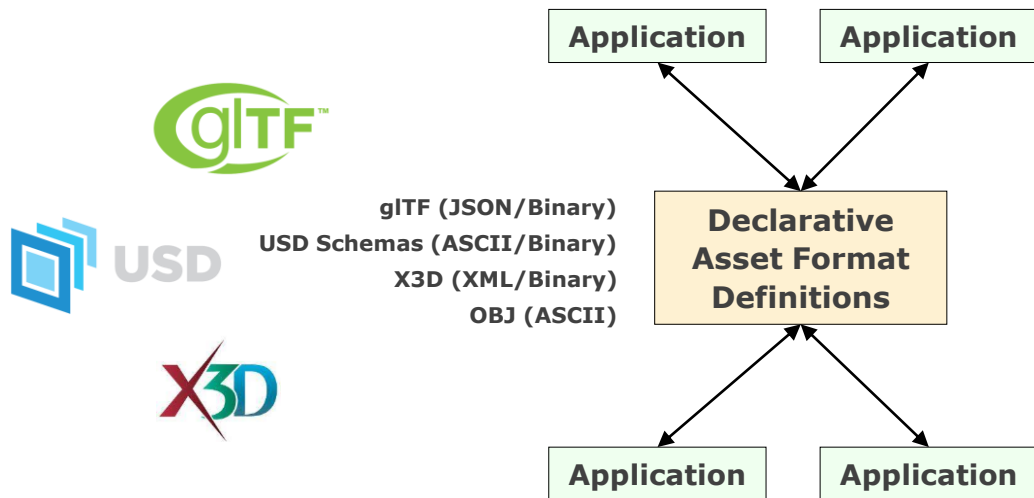 Application
Application
glTF™
glTF (JSON/Binary)
USD Schemas (ASCII/Binary)
X3D (XML/Binary)
OBJ (ASCII)
Declarative
Asset Format
Definitions
USD
X3D
Application
Application